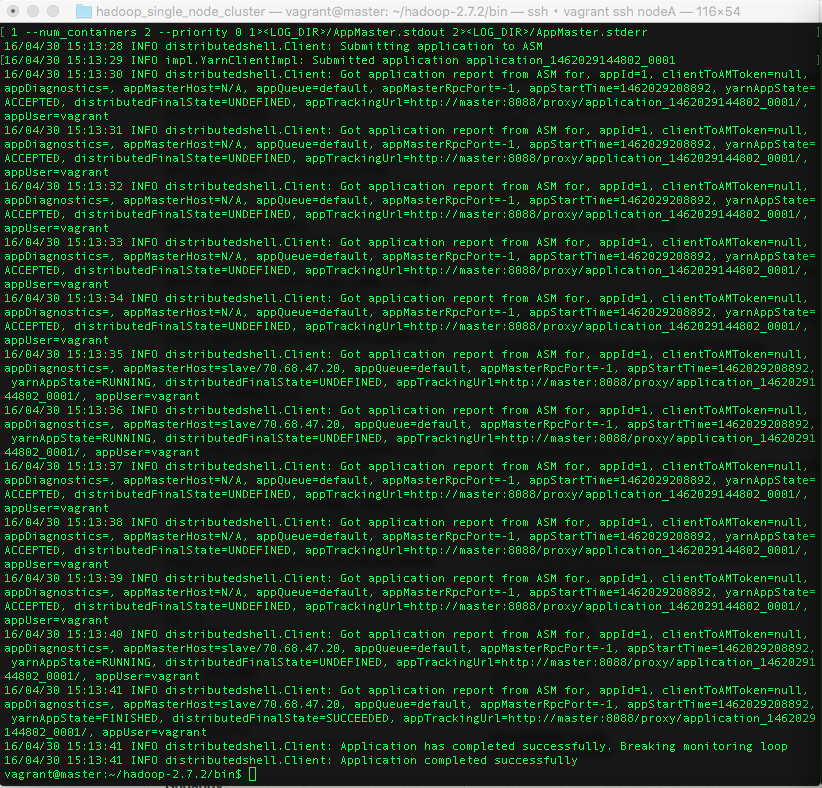 hadoop_single_node_cluster — vagrant@master: ~/hadoop-2.7.2/bin — ssh ◂ vagrant ssh nodeA — 116×54
[ 1 --num_containers 2 --priority 0 1><LOG_DIR>/AppMaster.stdout 2><LOG_DIR>/AppMaster.stderr ]
16/04/30 15:13:28 INFO distributedshell.Client: Submitting application to ASM
[16/04/30 15:13:29 INFO impl.YarnClientImpl: Submitted application application_1462029144802_0001 ]
16/04/30 15:13:30 INFO distributedshell.Client: Got application report from ASM for, appId=1, clientToAMToken=null,
appDiagnostics=, appMasterHost=N/A, appQueue=default, appMasterRpcPort=-1, appStartTime=1462029208892, yarnAppState=
ACCEPTED, distributedFinalState=UNDEFINED, appTrackingUrl=http://master:8088/proxy/application_1462029144802_0001/,
appUser=vagrant
16/04/30 15:13:31 INFO distributedshell.Client: Got application report from ASM for, appId=1, clientToAMToken=null,
appDiagnostics=, appMasterHost=N/A, appQueue=default, appMasterRpcPort=-1, appStartTime=1462029208892, yarnAppState=
ACCEPTED, distributedFinalState=UNDEFINED, appTrackingUrl=http://master:8088/proxy/application_1462029144802_0001/,
appUser=vagrant
16/04/30 15:13:32 INFO distributedshell.Client: Got application report from ASM for, appId=1, clientToAMToken=null,
appDiagnostics=, appMasterHost=N/A, appQueue=default, appMasterRpcPort=-1, appStartTime=1462029208892, yarnAppState=
ACCEPTED, distributedFinalState=UNDEFINED, appTrackingUrl=http://master:8088/proxy/application_1462029144802_0001/,
appUser=vagrant
16/04/30 15:13:33 INFO distributedshell.Client: Got application report from ASM for, appId=1, clientToAMToken=null,
appDiagnostics=, appMasterHost=N/A, appQueue=default, appMasterRpcPort=-1, appStartTime=1462029208892, yarnAppState=
ACCEPTED, distributedFinalState=UNDEFINED, appTrackingUrl=http://master:8088/proxy/application_1462029144802_0001/,
appUser=vagrant
16/04/30 15:13:34 INFO distributedshell.Client: Got application report from ASM for, appId=1, clientToAMToken=null,
appDiagnostics=, appMasterHost=N/A, appQueue=default, appMasterRpcPort=-1, appStartTime=1462029208892, yarnAppState=
ACCEPTED, distributedFinalState=UNDEFINED, appTrackingUrl=http://master:8088/proxy/application_1462029144802_0001/,
appUser=vagrant
16/04/30 15:13:35 INFO distributedshell.Client: Got application report from ASM for, appId=1, clientToAMToken=null,
appDiagnostics=, appMasterHost=slave/70.68.47.20, appQueue=default, appMasterRpcPort=-1, appStartTime=1462029208892,
 yarnAppState=RUNNING, distributedFinalState=UNDEFINED, appTrackingUrl=http://master:8088/proxy/application_14620291
44802_0001/, appUser=vagrant
16/04/30 15:13:36 INFO distributedshell.Client: Got application report from ASM for, appId=1, clientToAMToken=null,
appDiagnostics=, appMasterHost=slave/70.68.47.20, appQueue=default, appMasterRpcPort=-1, appStartTime=1462029208892,
 yarnAppState=RUNNING, distributedFinalState=UNDEFINED, appTrackingUrl=http://master:8088/proxy/application_14620291
44802_0001/, appUser=vagrant
16/04/30 15:13:37 INFO distributedshell.Client: Got application report from ASM for, appId=1, clientToAMToken=null,
appDiagnostics=, appMasterHost=N/A, appQueue=default, appMasterRpcPort=-1, appStartTime=1462029208892, yarnAppState=
ACCEPTED, distributedFinalState=UNDEFINED, appTrackingUrl=http://master:8088/proxy/application_1462029144802_0001/,
appUser=vagrant
16/04/30 15:13:38 INFO distributedshell.Client: Got application report from ASM for, appId=1, clientToAMToken=null,
appDiagnostics=, appMasterHost=N/A, appQueue=default, appMasterRpcPort=-1, appStartTime=1462029208892, yarnAppState=
ACCEPTED, distributedFinalState=UNDEFINED, appTrackingUrl=http://master:8088/proxy/application_1462029144802_0001/,
appUser=vagrant
16/04/30 15:13:39 INFO distributedshell.Client: Got application report from ASM for, appId=1, clientToAMToken=null,
appDiagnostics=, appMasterHost=N/A, appQueue=default, appMasterRpcPort=-1, appStartTime=1462029208892, yarnAppState=
ACCEPTED, distributedFinalState=UNDEFINED, appTrackingUrl=http://master:8088/proxy/application_1462029144802_0001/,
appUser=vagrant
16/04/30 15:13:40 INFO distributedshell.Client: Got application report from ASM for, appId=1, clientToAMToken=null,
appDiagnostics=, appMasterHost=slave/70.68.47.20, appQueue=default, appMasterRpcPort=-1, appStartTime=1462029208892,
 yarnAppState=RUNNING, distributedFinalState=UNDEFINED, appTrackingUrl=http://master:8088/proxy/application_14620291
44802_0001/, appUser=vagrant
16/04/30 15:13:41 INFO distributedshell.Client: Got application report from ASM for, appId=1, clientToAMToken=null,
appDiagnostics=, appMasterHost=slave/70.68.47.20, appQueue=default, appMasterRpcPort=-1, appStartTime=1462029208892,
 yarnAppState=FINISHED, distributedFinalState=SUCCEEDED, appTrackingUrl=http://master:8088/proxy/application_1462029
144802_0001/, appUser=vagrant
16/04/30 15:13:41 INFO distributedshell.Client: Application has completed successfully. Breaking monitoring loop
16/04/30 15:13:41 INFO distributedshell.Client: Application completed successfully
vagrant@master:~/hadoop-2.7.2/bin$